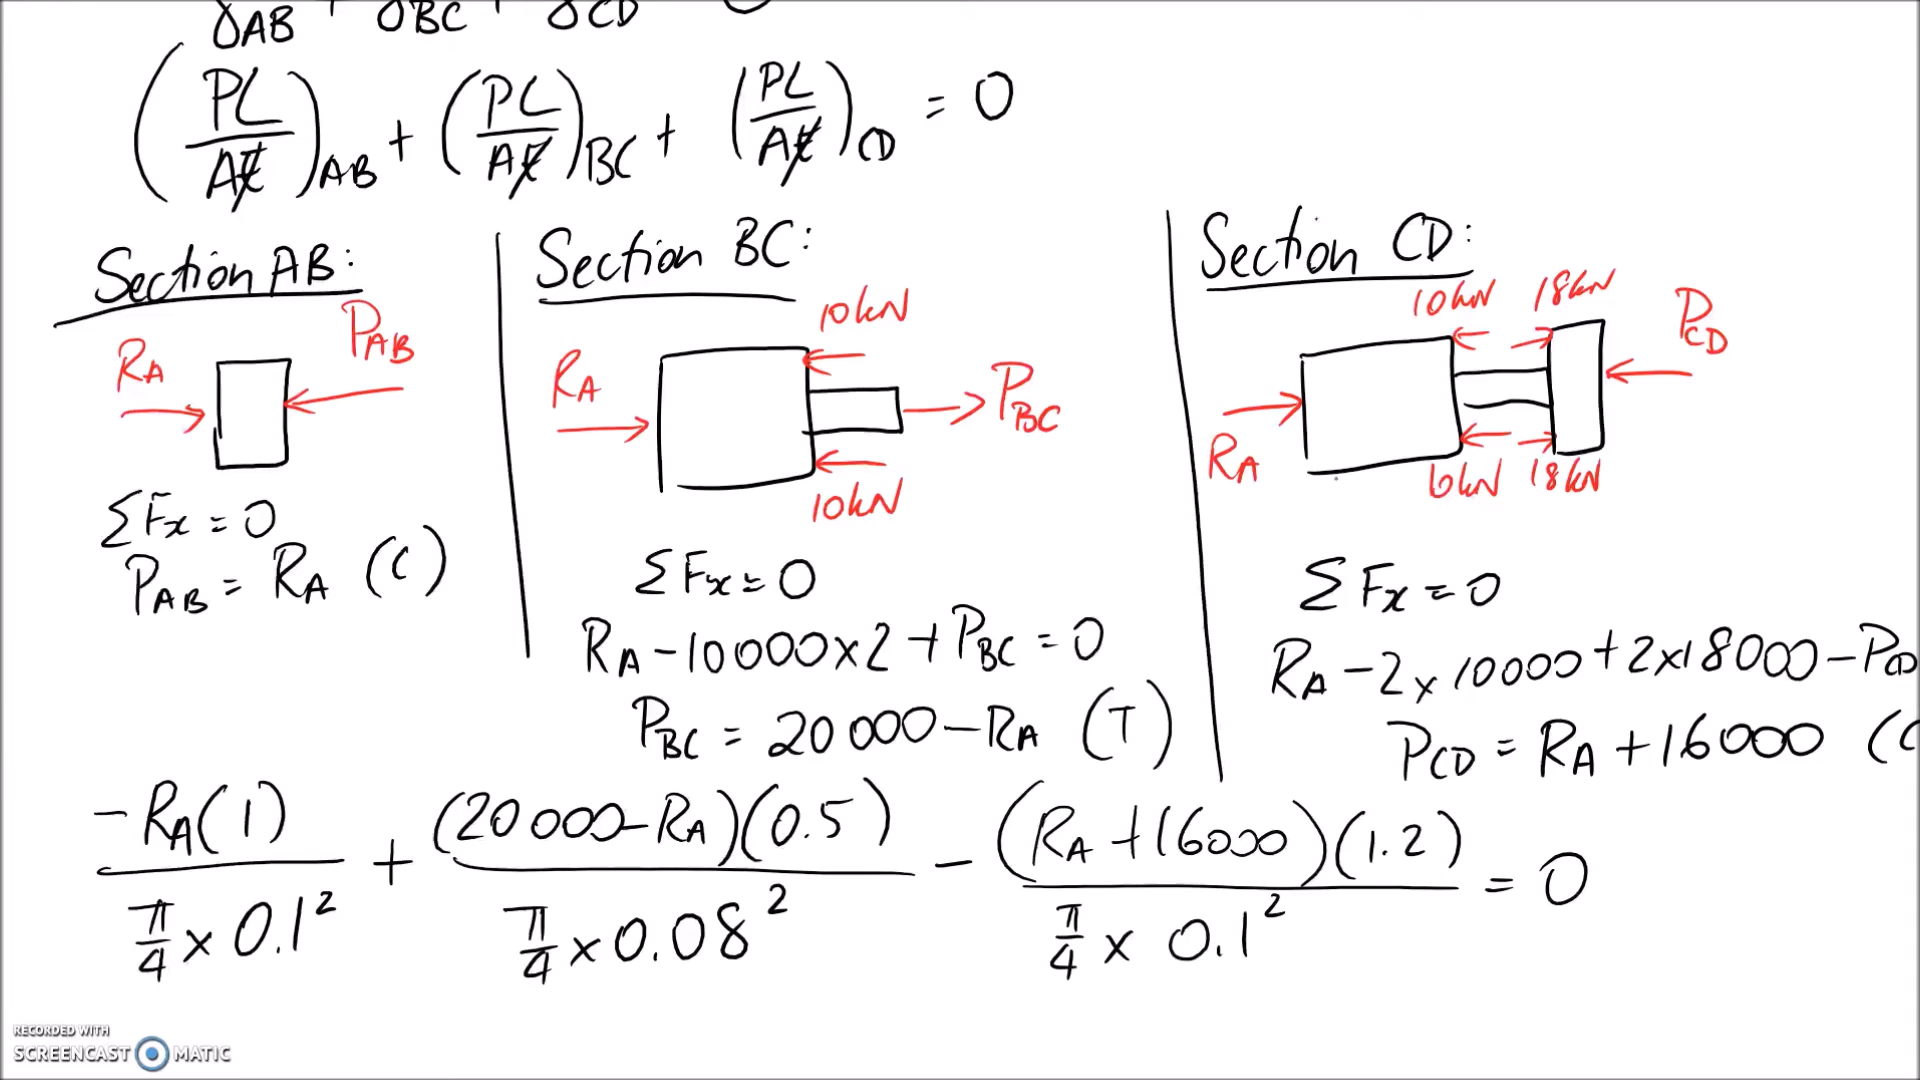 δAB + δBC + δCD = 0
(PL/AE)AB + (PL/AE)BC + (PL/AE)CD = 0
Section AB:
RA
PAB
ΣFx = 0
PAB = RA (C)
Section BC:
10kN
RA
PBC
10kN
ΣFx = 0
RA - 10000x2 + PBC = 0
PBC = 20000 - RA (T)
Section CD:
10kN 18kN
PCD
RA
10kN 18kN
ΣFx = 0
RA - 2x10000 + 2x18000 - PCD
PCD = RA + 16000 (C
-RA(1)/(π/4 x 0.1²) + (20000-RA)(0.5)/(π/4 x 0.08²) - (RA+16000)(1.2)/(π/4 x 0.1²) = 0
RECORDED WITH
SCREENCAST MATIC